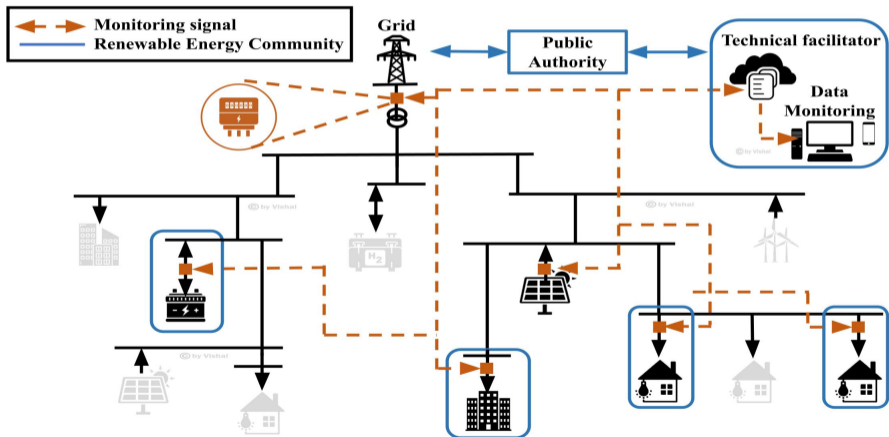 Monitoring signal
Renewable Energy Community
Grid
Public
Authority
Technical facilitator
Data
Monitoring
© by Vishal
© by Vishal
© by Vishal
© by Vishal
H2